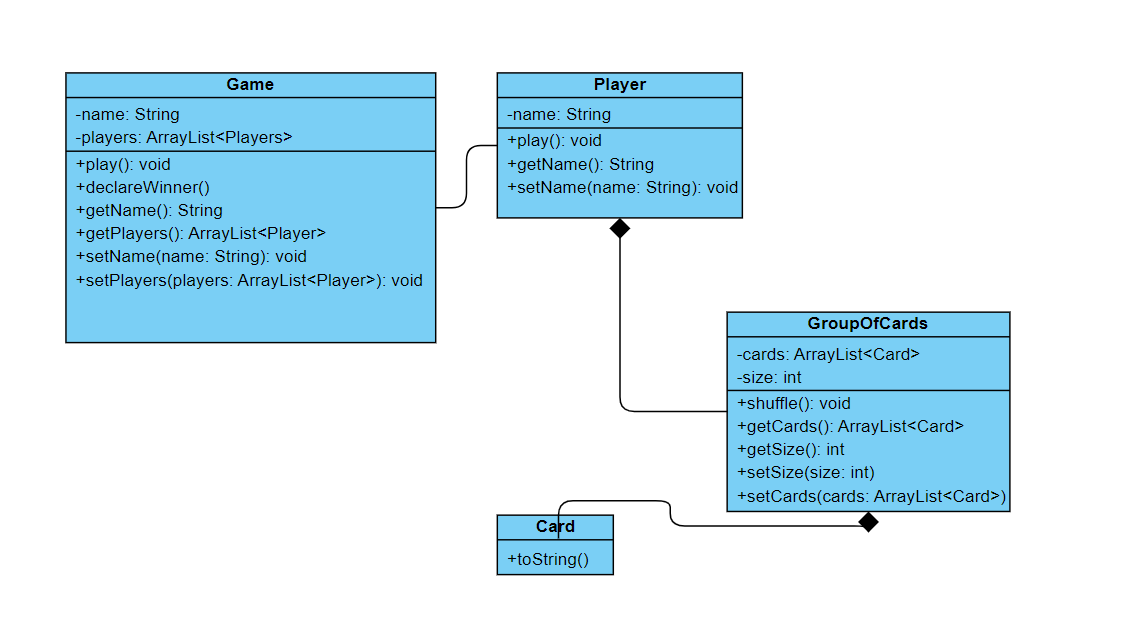 Game
-name: String
-players: ArrayList<Players>
+play(): void
+declareWinner()
+getName(): String
+getPlayers(): ArrayList<Player>
+setName(name: String): void
+setPlayers(players: ArrayList<Player>): void
Player
-name: String
+play(): void
+getName(): String
+setName(name: String): void
GroupOfCards
-cards: ArrayList<Card>
-size: int
+shuffle(): void
+getCards(): ArrayList<Card>
+getSize(): int
+setSize(size: int)
+setCards(cards: ArrayList<Card>)
Card
+toString()